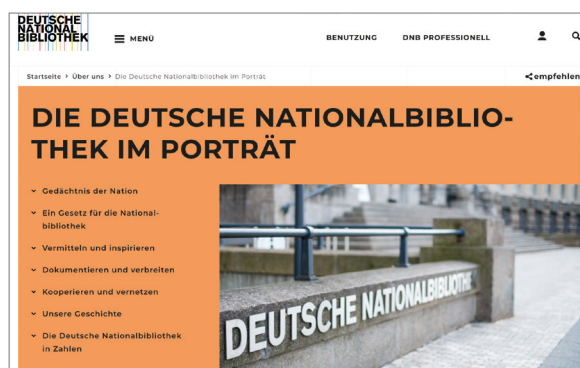 DEUTSCHE
NATIONAL
BIBLIOTHEK
MENÜ
BENUTZUNG
DNB PROFESSIONELL
Startseite > Über uns > Die Deutsche Nationalbibliothek im Porträt
empfehlen
DIE DEUTSCHE NATIONALBIBLIO-
THEK IM PORTRÄT
Gedächtnis der Nation
Ein Gesetz für die National-
bibliothek
Vermitteln und inspirieren
Dokumentieren und verbreiten
Kooperieren und vernetzen
Unsere Geschichte
Die Deutsche Nationalbibliothek
in Zahlen
DEUTSCHE NATIONALBIBLIOTHE